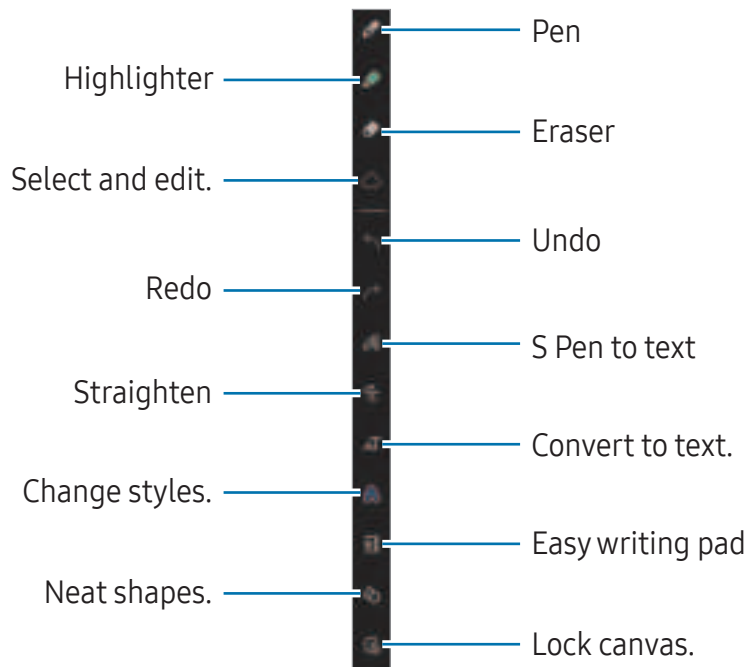 Pen
Highlighter
Eraser
Select and edit.
Undo
Redo
S Pen to text
Straighten
Convert to text.
Change styles.
Easy writing pad
Neat shapes.
Lock canvas.